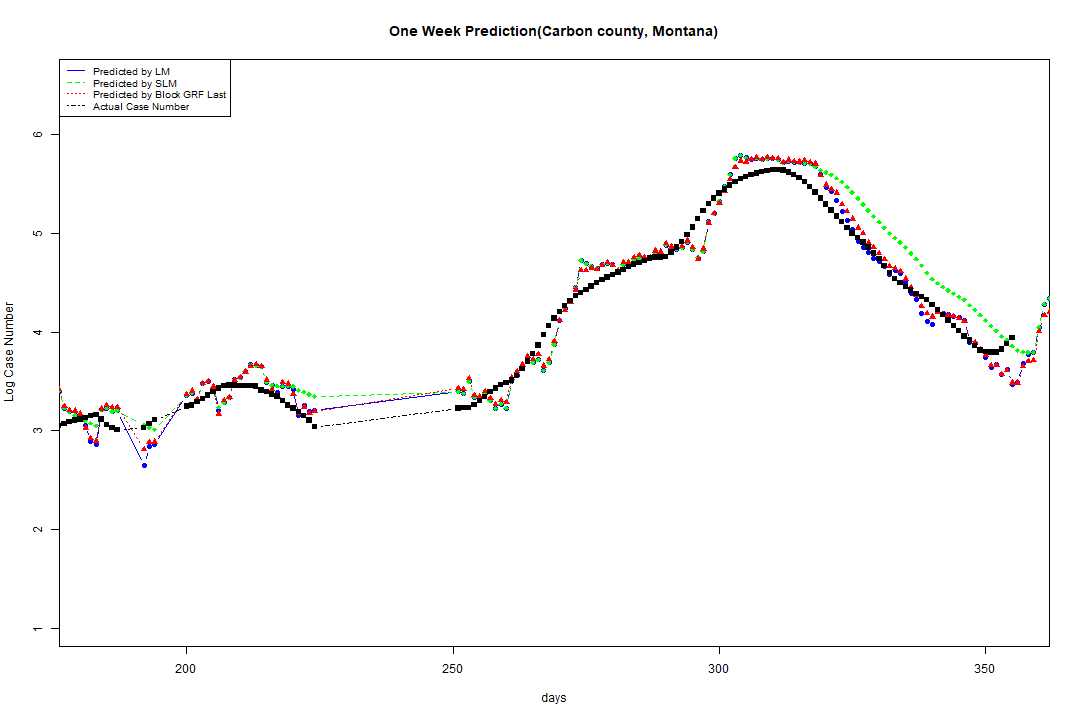 One Week Prediction(Carbon county, Montana)
Predicted by LM
Predicted by SLM
Predicted by Block GRF Last
Actual Case Number
Log Case Number
6
5
4
3
2
1
200
250
300
350
days